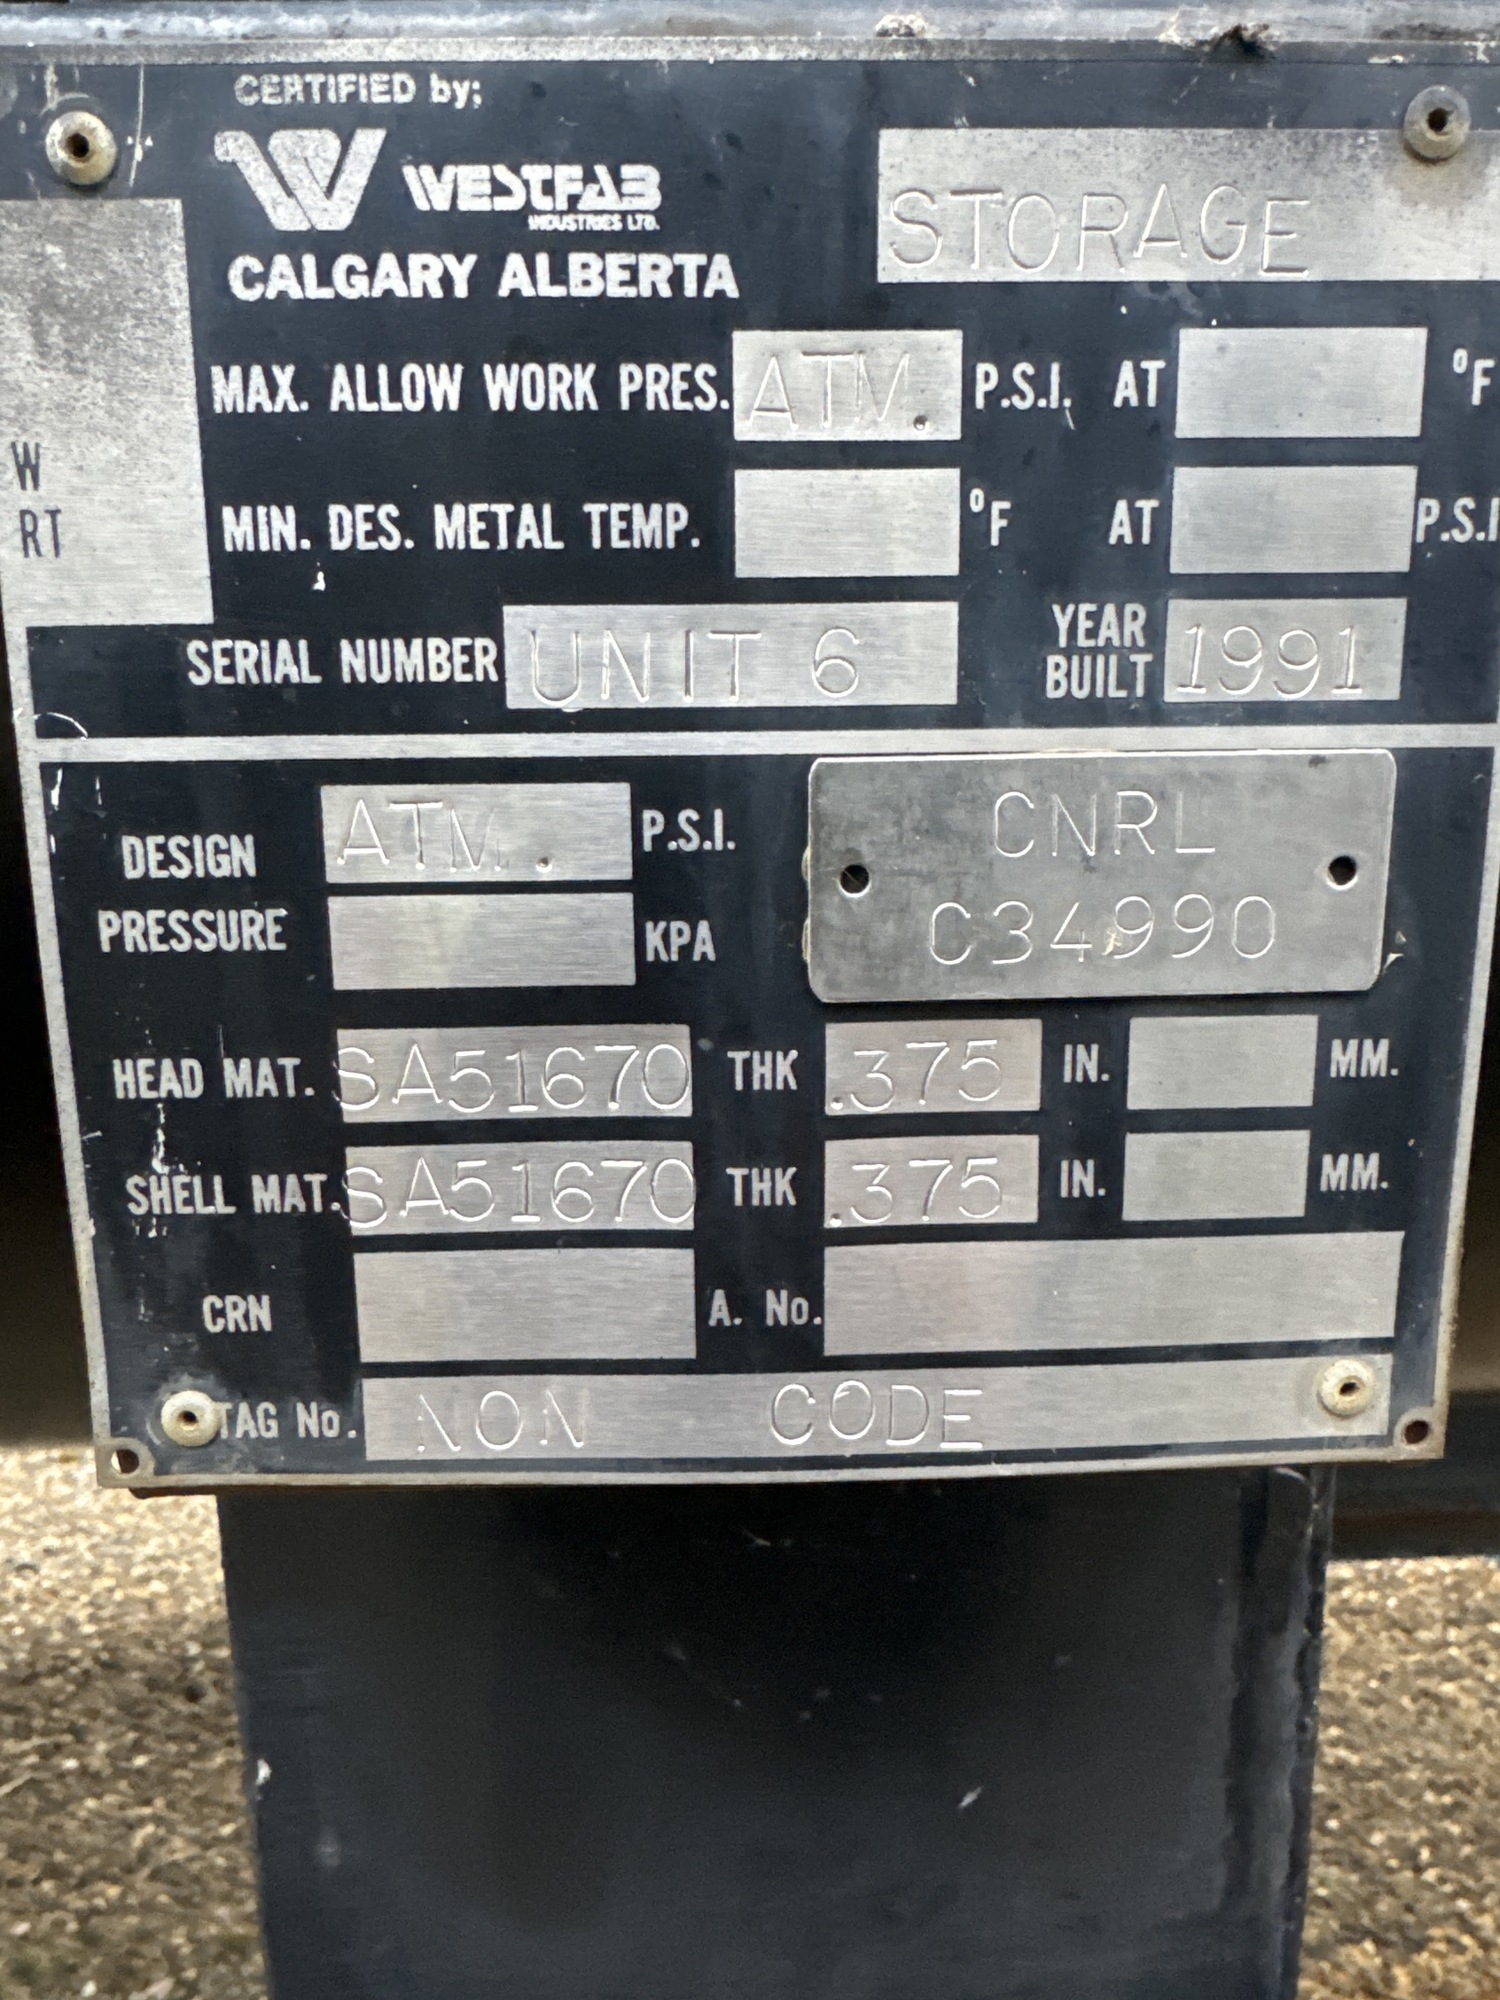 CERTIFIED by;
W WESTFAB
INDUSTRIES LTD.
CALGARY ALBERTA
STORAGE
MAX. ALLOW WORK PRES. ATM. P.S.I. AT °F
W
RT
MIN. DES. METAL TEMP. °F AT P.S.I
SERIAL NUMBER UNIT 6 YEAR BUILT 1991
DESIGN PRESSURE ATM. P.S.I.
KPA
CNRL
C34990
HEAD MAT. SA51670 THK .375 IN. MM.
SHELL MAT. SA51670 THK .375 IN. MM.
CRN A. No.
TAG No. NON CODE